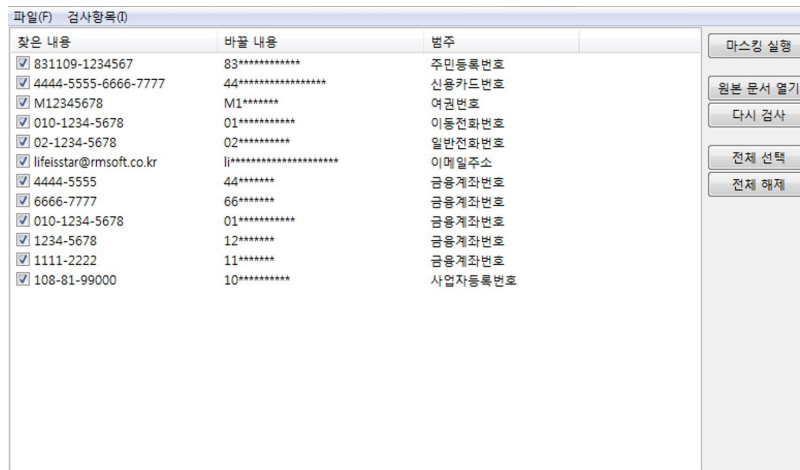 파일(F) 검사항목(I)
찾은 내용 바꿀 내용 범주
831109-1234567 83************ 주민등록번호
4444-5555-6666-7777 44***************** 신용카드번호
M12345678 M1******* 여권번호
010-1234-5678 01*********** 이동전화번호
02-1234-5678 02********** 일반전화번호
lifeisstar@rmsoft.co.kr li********************* 이메일주소
4444-5555 44******* 금융계좌번호
6666-7777 66******* 금융계좌번호
010-1234-5678 01*********** 금융계좌번호
1234-5678 12******* 금융계좌번호
1111-2222 11******* 금융계좌번호
108-81-99000 10********** 사업자등록번호
마스킹 실행
원본 문서 열기
다시 검사
전체 선택
전체 해제